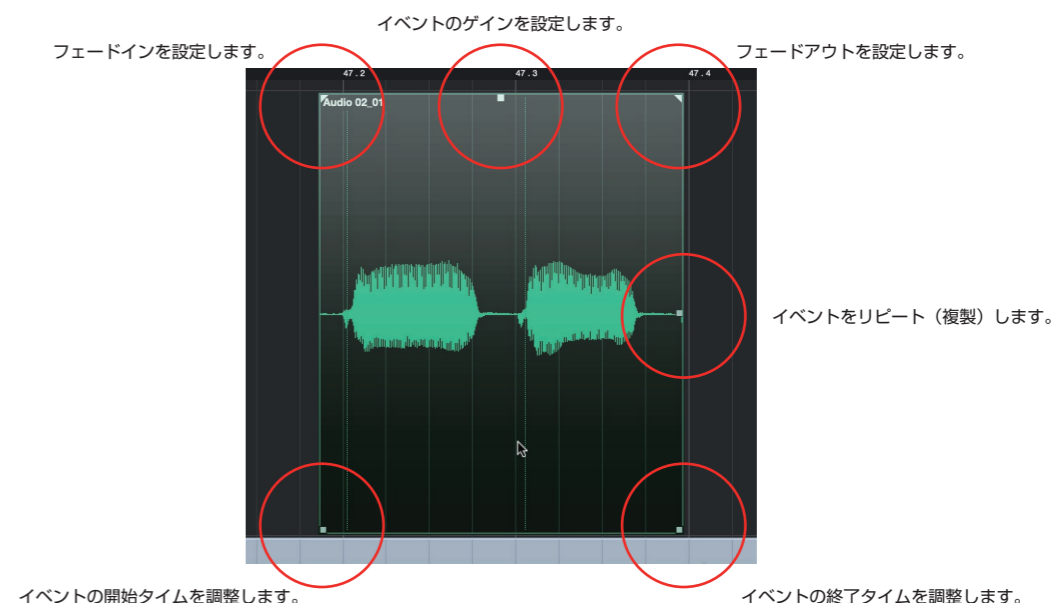 イベントのゲインを設定します。
フェードインを設定します。
フェードアウトを設定します。
47.2
47.3
47.4
Audio 02_01
イベントをリピート（複製）します。
イベントの開始タイムを調整します。
イベントの終了タイムを調整します。